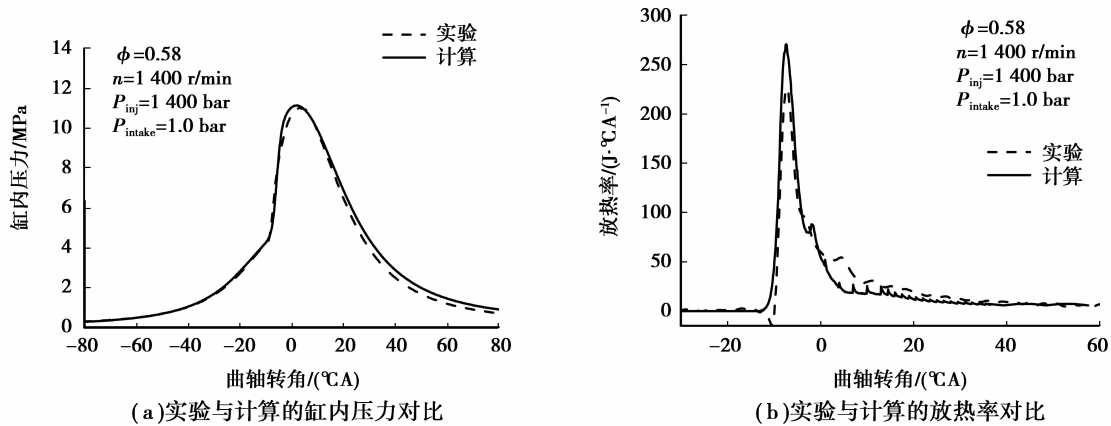 实验
计算
ϕ=0.58
n=1 400 r/min
Pinj=1 400 bar
Pintake=1.0 bar
14
12
10
8
6
4
2
0
缸内压力/MPa
-80 -60 -40 -20 0 20 40 60 80
曲轴转角/(℃A)
(a)实验与计算的缸内压力对比
ϕ=0.58
n=1 400 r/min
Pinj=1 400 bar
Pintake=1.0 bar
实验
计算
300
250
200
150
100
50
0
放热率/(J·℃A⁻¹)
-20 0 20 40 60
曲轴转角/(℃A)
(b)实验与计算的放热率对比